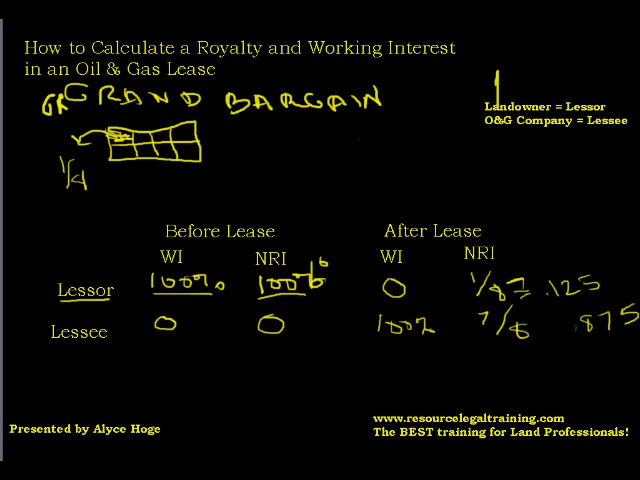 How to Calculate a Royalty and Working Interest
in an Oil & Gas Lease
GRAND BARGAIN
Landowner = Lessor
O&G Company = Lessee
Before Lease After Lease
WI NRI WI NRI
Lessor 100% 100% 0 1/8 = .125
Lessee 0 0 100% 7/8 .875
www.resourcelegaltraining.com
Presented by Alyce Hoge The BEST training for Land Professionals!